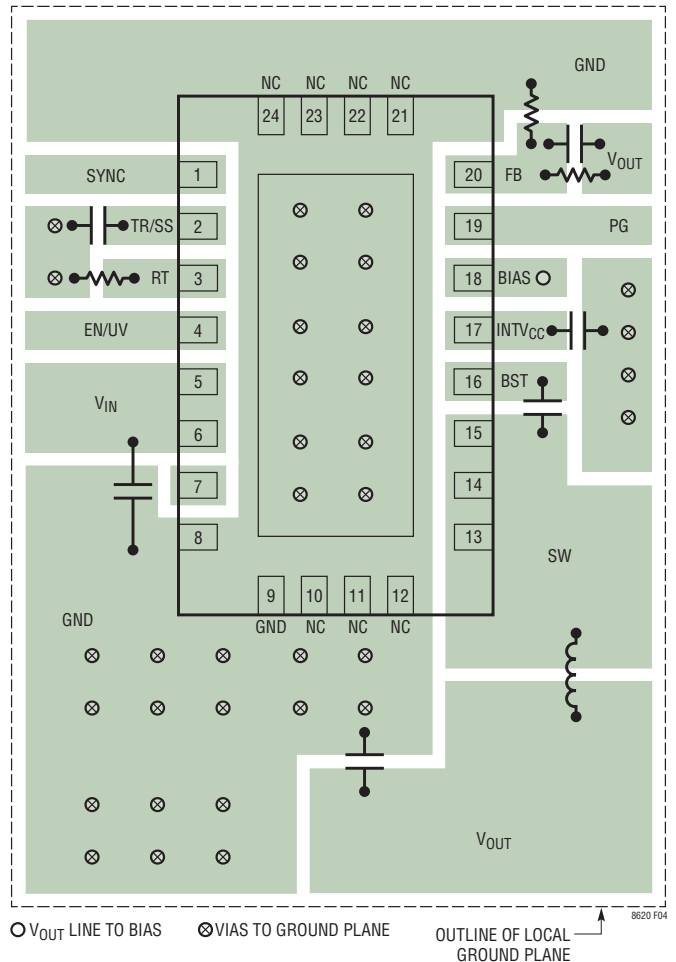 GND
NC NC NC NC
24 23 22 21
VOUT
SYNC 1 20 FB
TR/SS 2 19 PG
RT 3 18 BIAS
EN/UV 4 17 INTVCC
5 16 BST
VIN
6 15
7 14
8 13
SW
9 10 11 12
GND NC NC NC
GND
VOUT
8620 F04
VOUT LINE TO BIAS VIAS TO GROUND PLANE OUTLINE OF LOCAL
GROUND PLANE